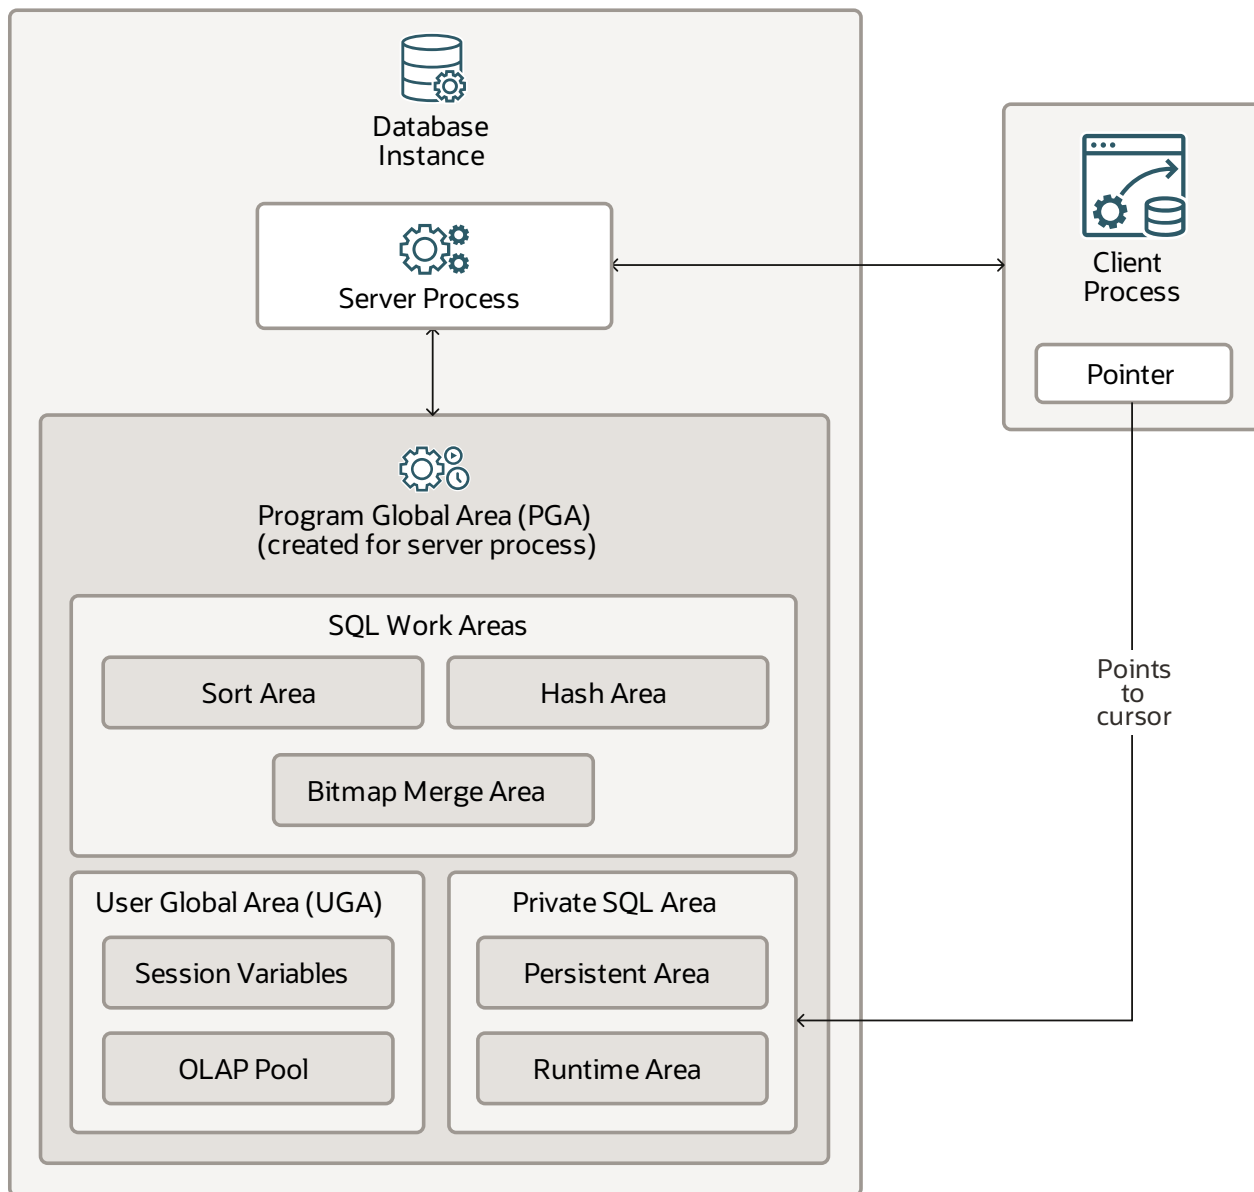 Database
Instance
Server Process
Client
Process
Pointer
Program Global Area (PGA)
(created for server process)
SQL Work Areas
Sort Area
Hash Area
Bitmap Merge Area
Points
to
cursor
User Global Area (UGA)
Session Variables
OLAP Pool
Private SQL Area
Persistent Area
Runtime Area